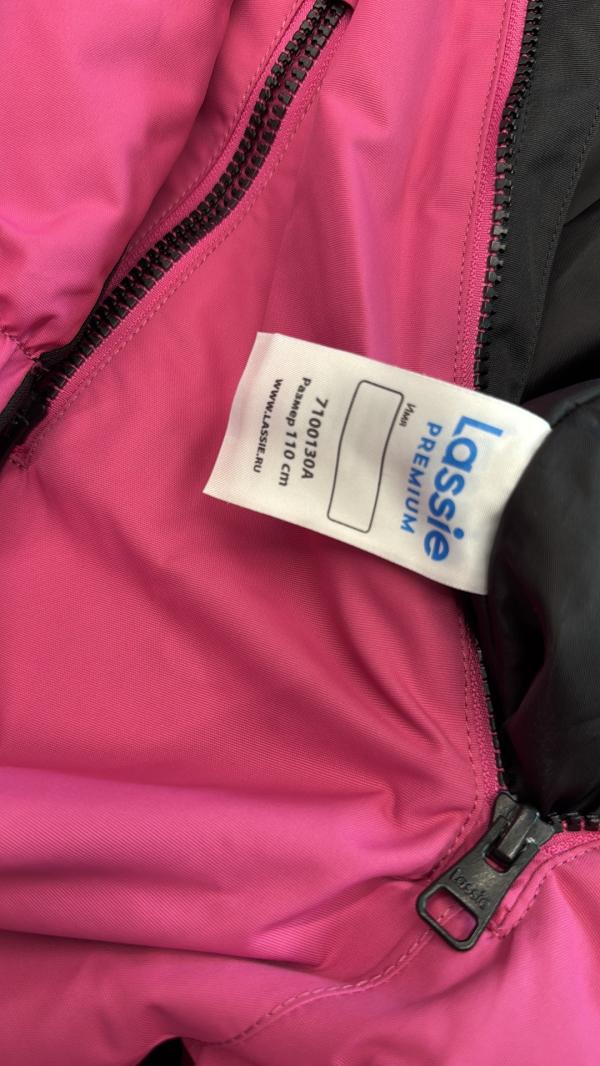 Lassie
PREMIUM
Имя
7100130A
Размер 110 cm
WWW.LASSIE.RU
Lassie